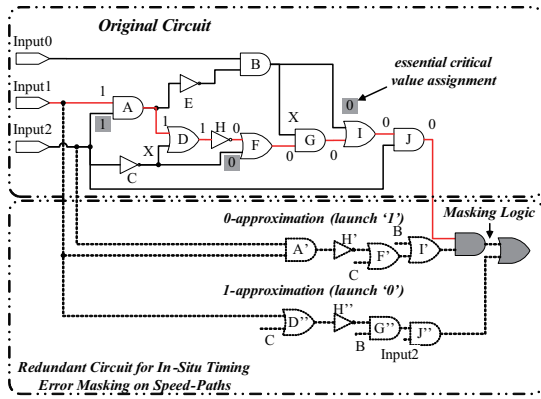 Original Circuit
Input0
Input1
Input2
essential critical
value assignment
1
1
A
E
B
1
D
1
H
0
F
0
X
C
X
G
0
0
I
0
J
0
0-approximation (launch '1')
Masking Logic
A'
H'
C
F'
B
I'
1-approximation (launch '0')
D''
C
H''
G''
B
J''
Input2
Redundant Circuit for In-Situ Timing
Error Masking on Speed-Paths